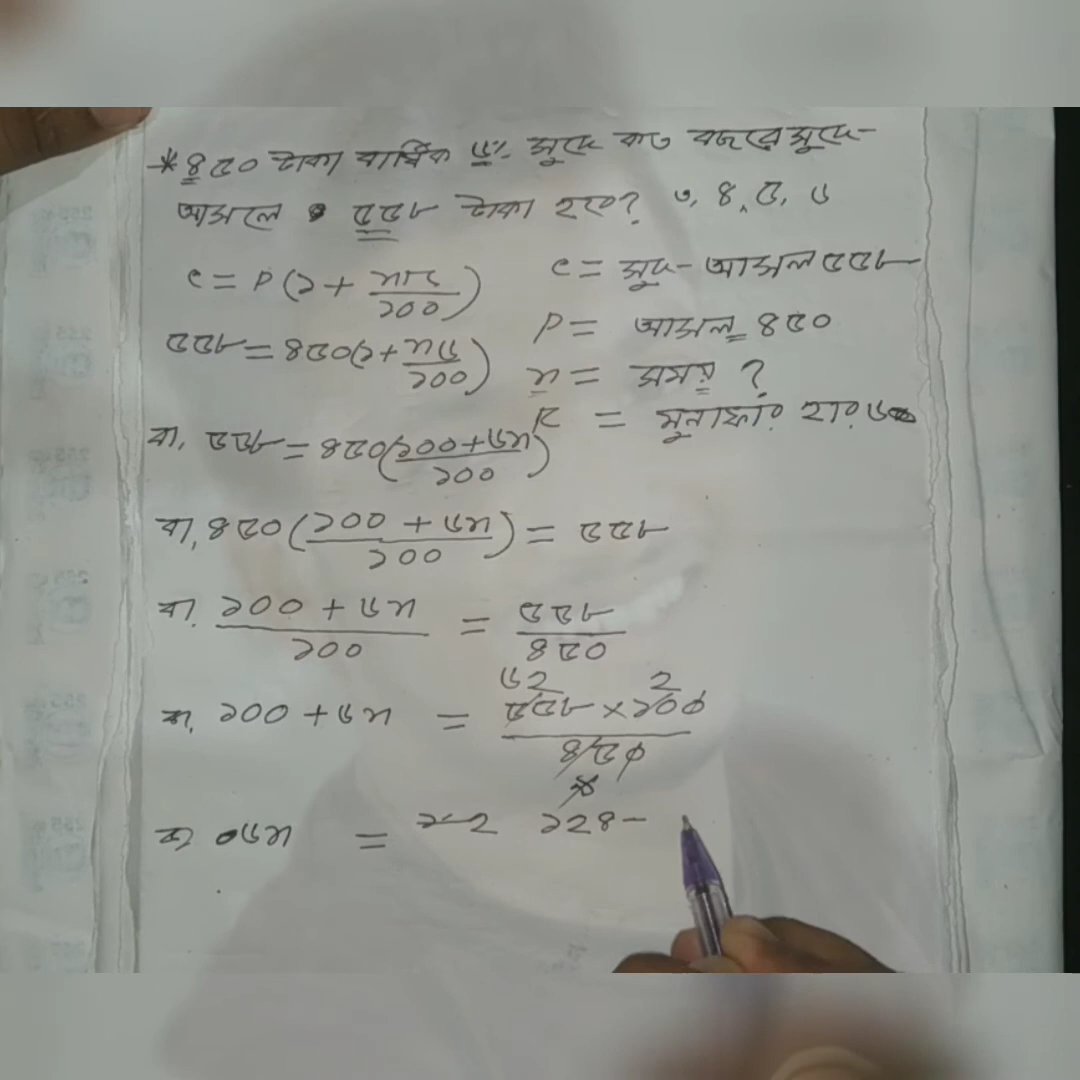 *৪৫০ টাকা বার্ষিক ৬% সুদে কত বছরে সুদে-
আসলে ৫৫৮ টাকা হবে? ৩, ৪, ৫, ৬
c = P(১ + rn/১০০) c = সুদ-আসল ৫৫৮
P = আসল = ৪৫০
৫৫৮ = ৪৫০(১ + ৬n/১০০) n = সময় ?
r = মুনাফার হার ৬
বা, ৫৫৮ = ৪৫০(১০০+৬n/১০০)
বা, ৪৫০(১০০ + ৬n/১০০) = ৫৫৮
বা, ১০০ + ৬n/১০০ = ৫৫৮/৪৫০
বা, ১০০ + ৬n = ৫৫৮×১০০/৪৫০
বা ৬n = ১২৪ -